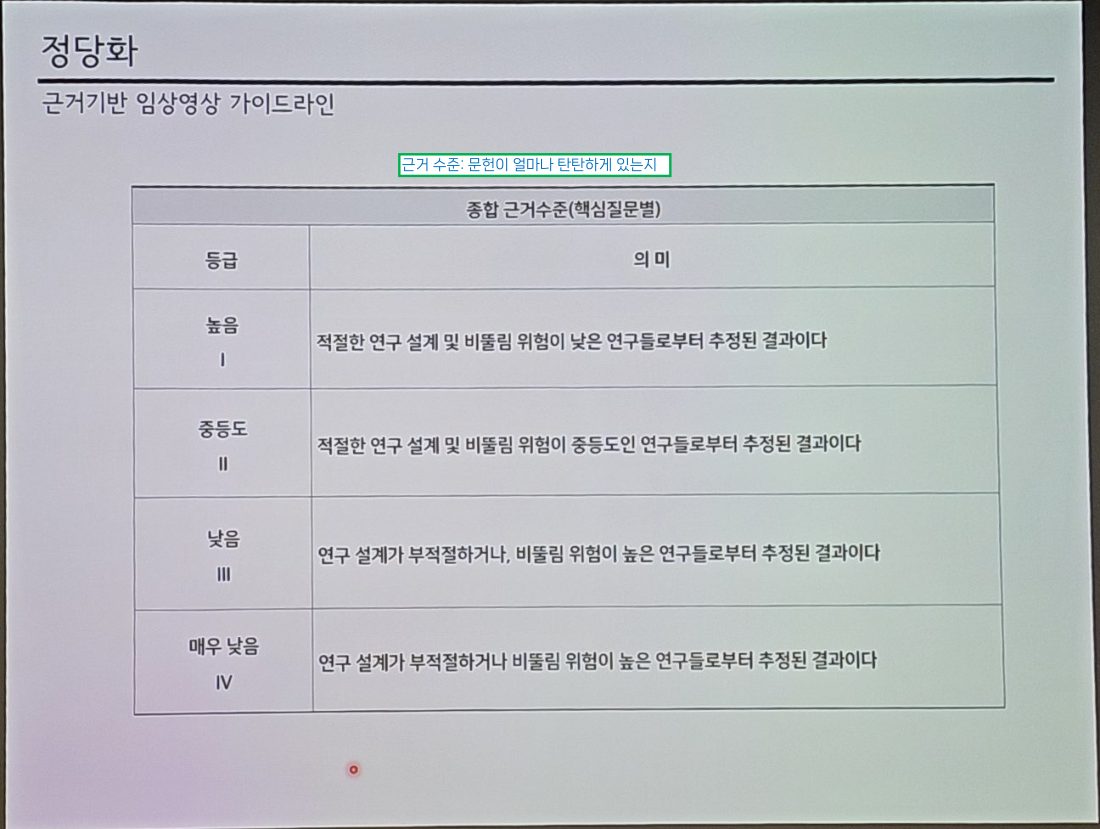 정당화
근거기반 임상영상 가이드라인
근거 수준: 문헌이 얼마나 탄탄하게 있는지
종합 근거수준(핵심질문별)
등급
의 미
높음
I
적절한 연구 설계 및 비뚤림 위험이 낮은 연구들로부터 추정된 결과이다
중등도
II
적절한 연구 설계 및 비뚤림 위험이 중등도인 연구들로부터 추정된 결과이다
낮음
III
연구 설계가 부적절하거나, 비뚤림 위험이 높은 연구들로부터 추정된 결과이다
매우 낮음
IV
연구 설계가 부적절하거나 비뚤림 위험이 높은 연구들로부터 추정된 결과이다